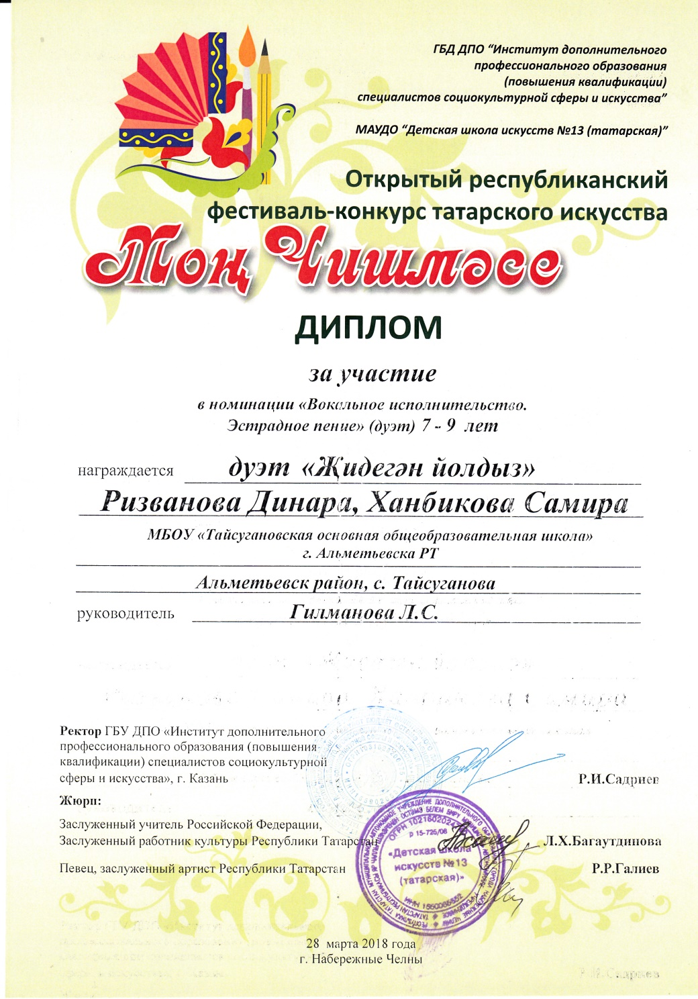 ГБД ДПО “Институт дополнительного
профессионального образования
(повышения квалификации)
специалистов социокультурной сферы и искусства”
МАУДО “Детская школа искусств №13 (татарская)”
Открытый республиканский
фестиваль-конкурс татарского искусства
Моң Чишмәсе
ДИПЛОМ
за участие
в номинации «Вокальное исполнительство.
Эстрадное пение» (дуэт) 7 - 9 лет
награждается дуэт «Җидегән йолдыз»
Ризванова Динара, Ханбикова Самира
МБОУ «Тайсугановская основная общеобразовательная школа»
г. Альметьевска РТ
Альметьевск район, с. Тайсуганова
руководитель Гилманова Л.С.
Ректор ГБУ ДПО «Институт дополнительного
профессионального образования (повышения
квалификации) специалистов социокультурной
сферы и искусства», г. Казань Р.И.Садриев
Жюри:
Заслуженный учитель Российской Федерации,
Заслуженный работник культуры Республики Татарстан Л.Х.Багаутдинова
Певец, заслуженный артист Республики Татарстан Р.Р.Галиев
р 15-725/06
«Детская школа
искусств №13
(татарская)»
28 марта 2018 года
г. Набережные Челны
Р.И.Садриев